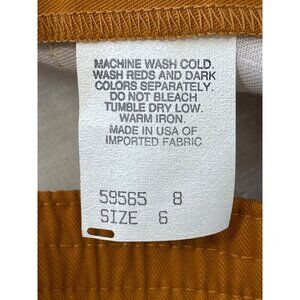 MACHINE WASH COLD.
WASH REDS AND DARK
COLORS SEPARATELY.
DO NOT BLEACH
TUMBLE DRY LOW.
WARM IRON.
MADE IN USA OF
IMPORTED FABRIC
59565 8
SIZE 6